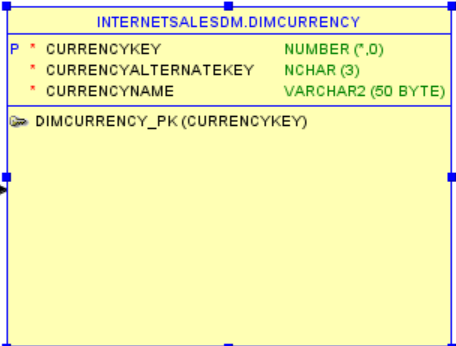 INTERNETSALESDM.DIMCURRENCY
P * CURRENCYKEY NUMBER (*,0)
* CURRENCYALTERNATEKEY NCHAR (3)
* CURRENCYNAME VARCHAR2 (50 BYTE)
DIMCURRENCY_PK (CURRENCYKEY)